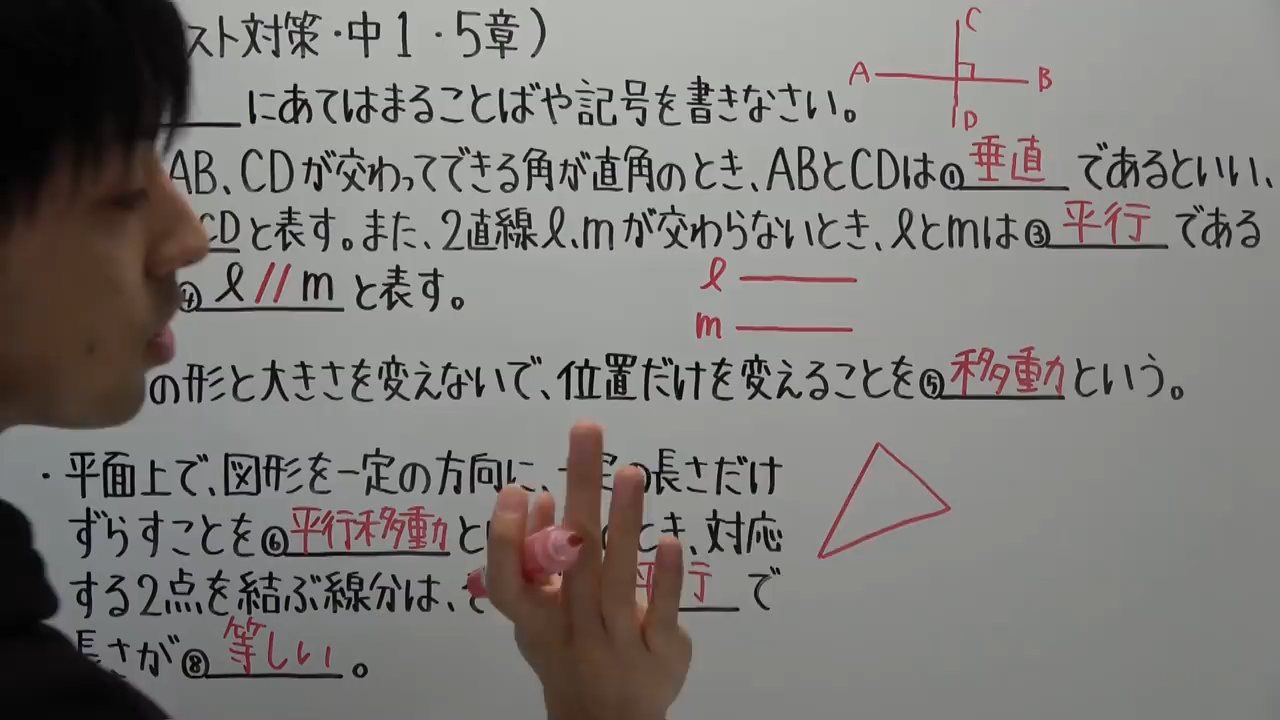 スト対策・中1・5章)
にあてはまることばや記号を書きなさい。
A B C D
AB、CDが交わってできる角が直角のとき、ABとCDは①垂直であるといい、
CDと表す。また、2直線ℓ、mが交わらないとき、ℓとmは③平行である
④ℓ//mと表す。
ℓ
m
の形と大きさを変えないで、位置だけを変えることを⑤移動という。
・平面上で、図形を一定の方向に、一定の長さだけ
ずらすことを⑥平行移動と とき、対応
する2点を結ぶ線分は、 平行で
長さが⑧等しい。